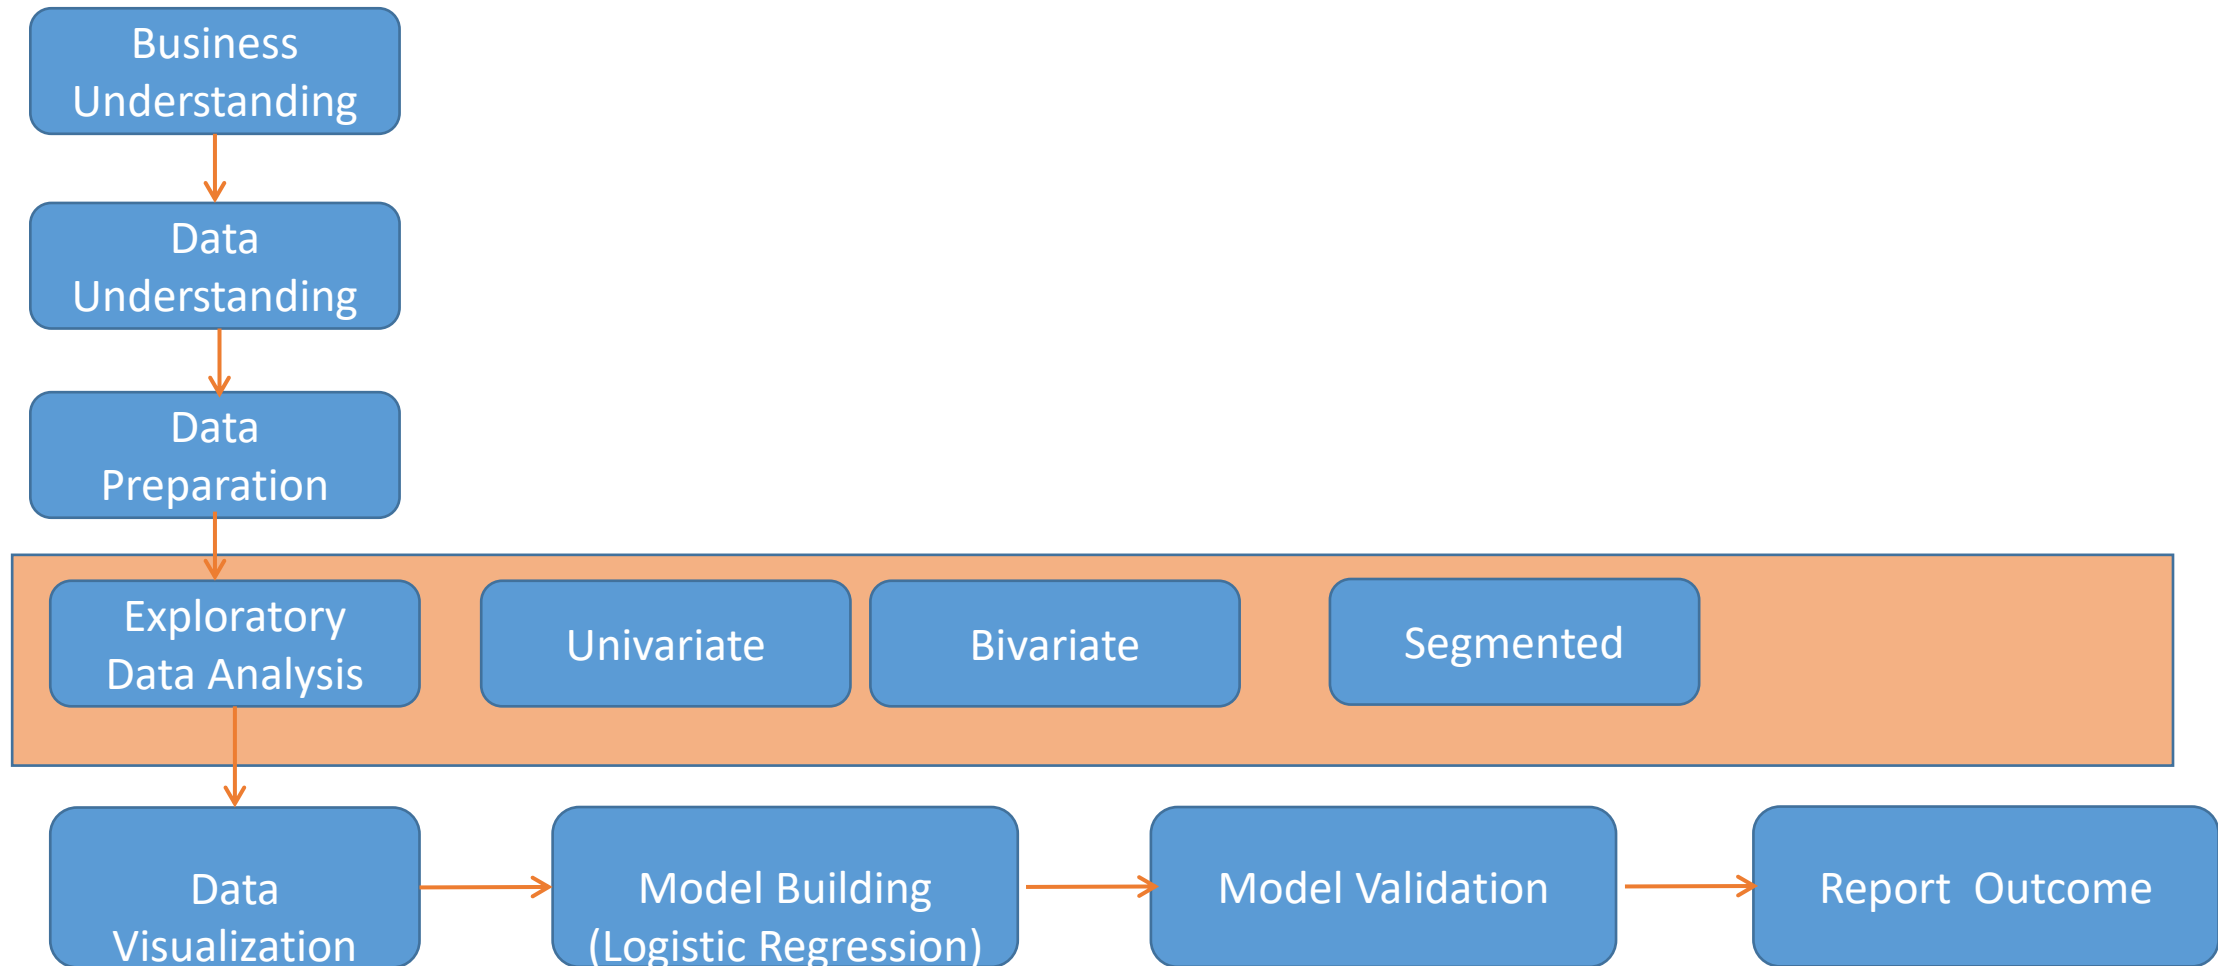 Business
Understanding
Data
Understanding
Data
Preparation
Exploratory
Data Analysis
Univariate
Bivariate
Segmented
Data
Visualization
Model Building
(Logistic Regression)
Model Validation
Report  Outcome